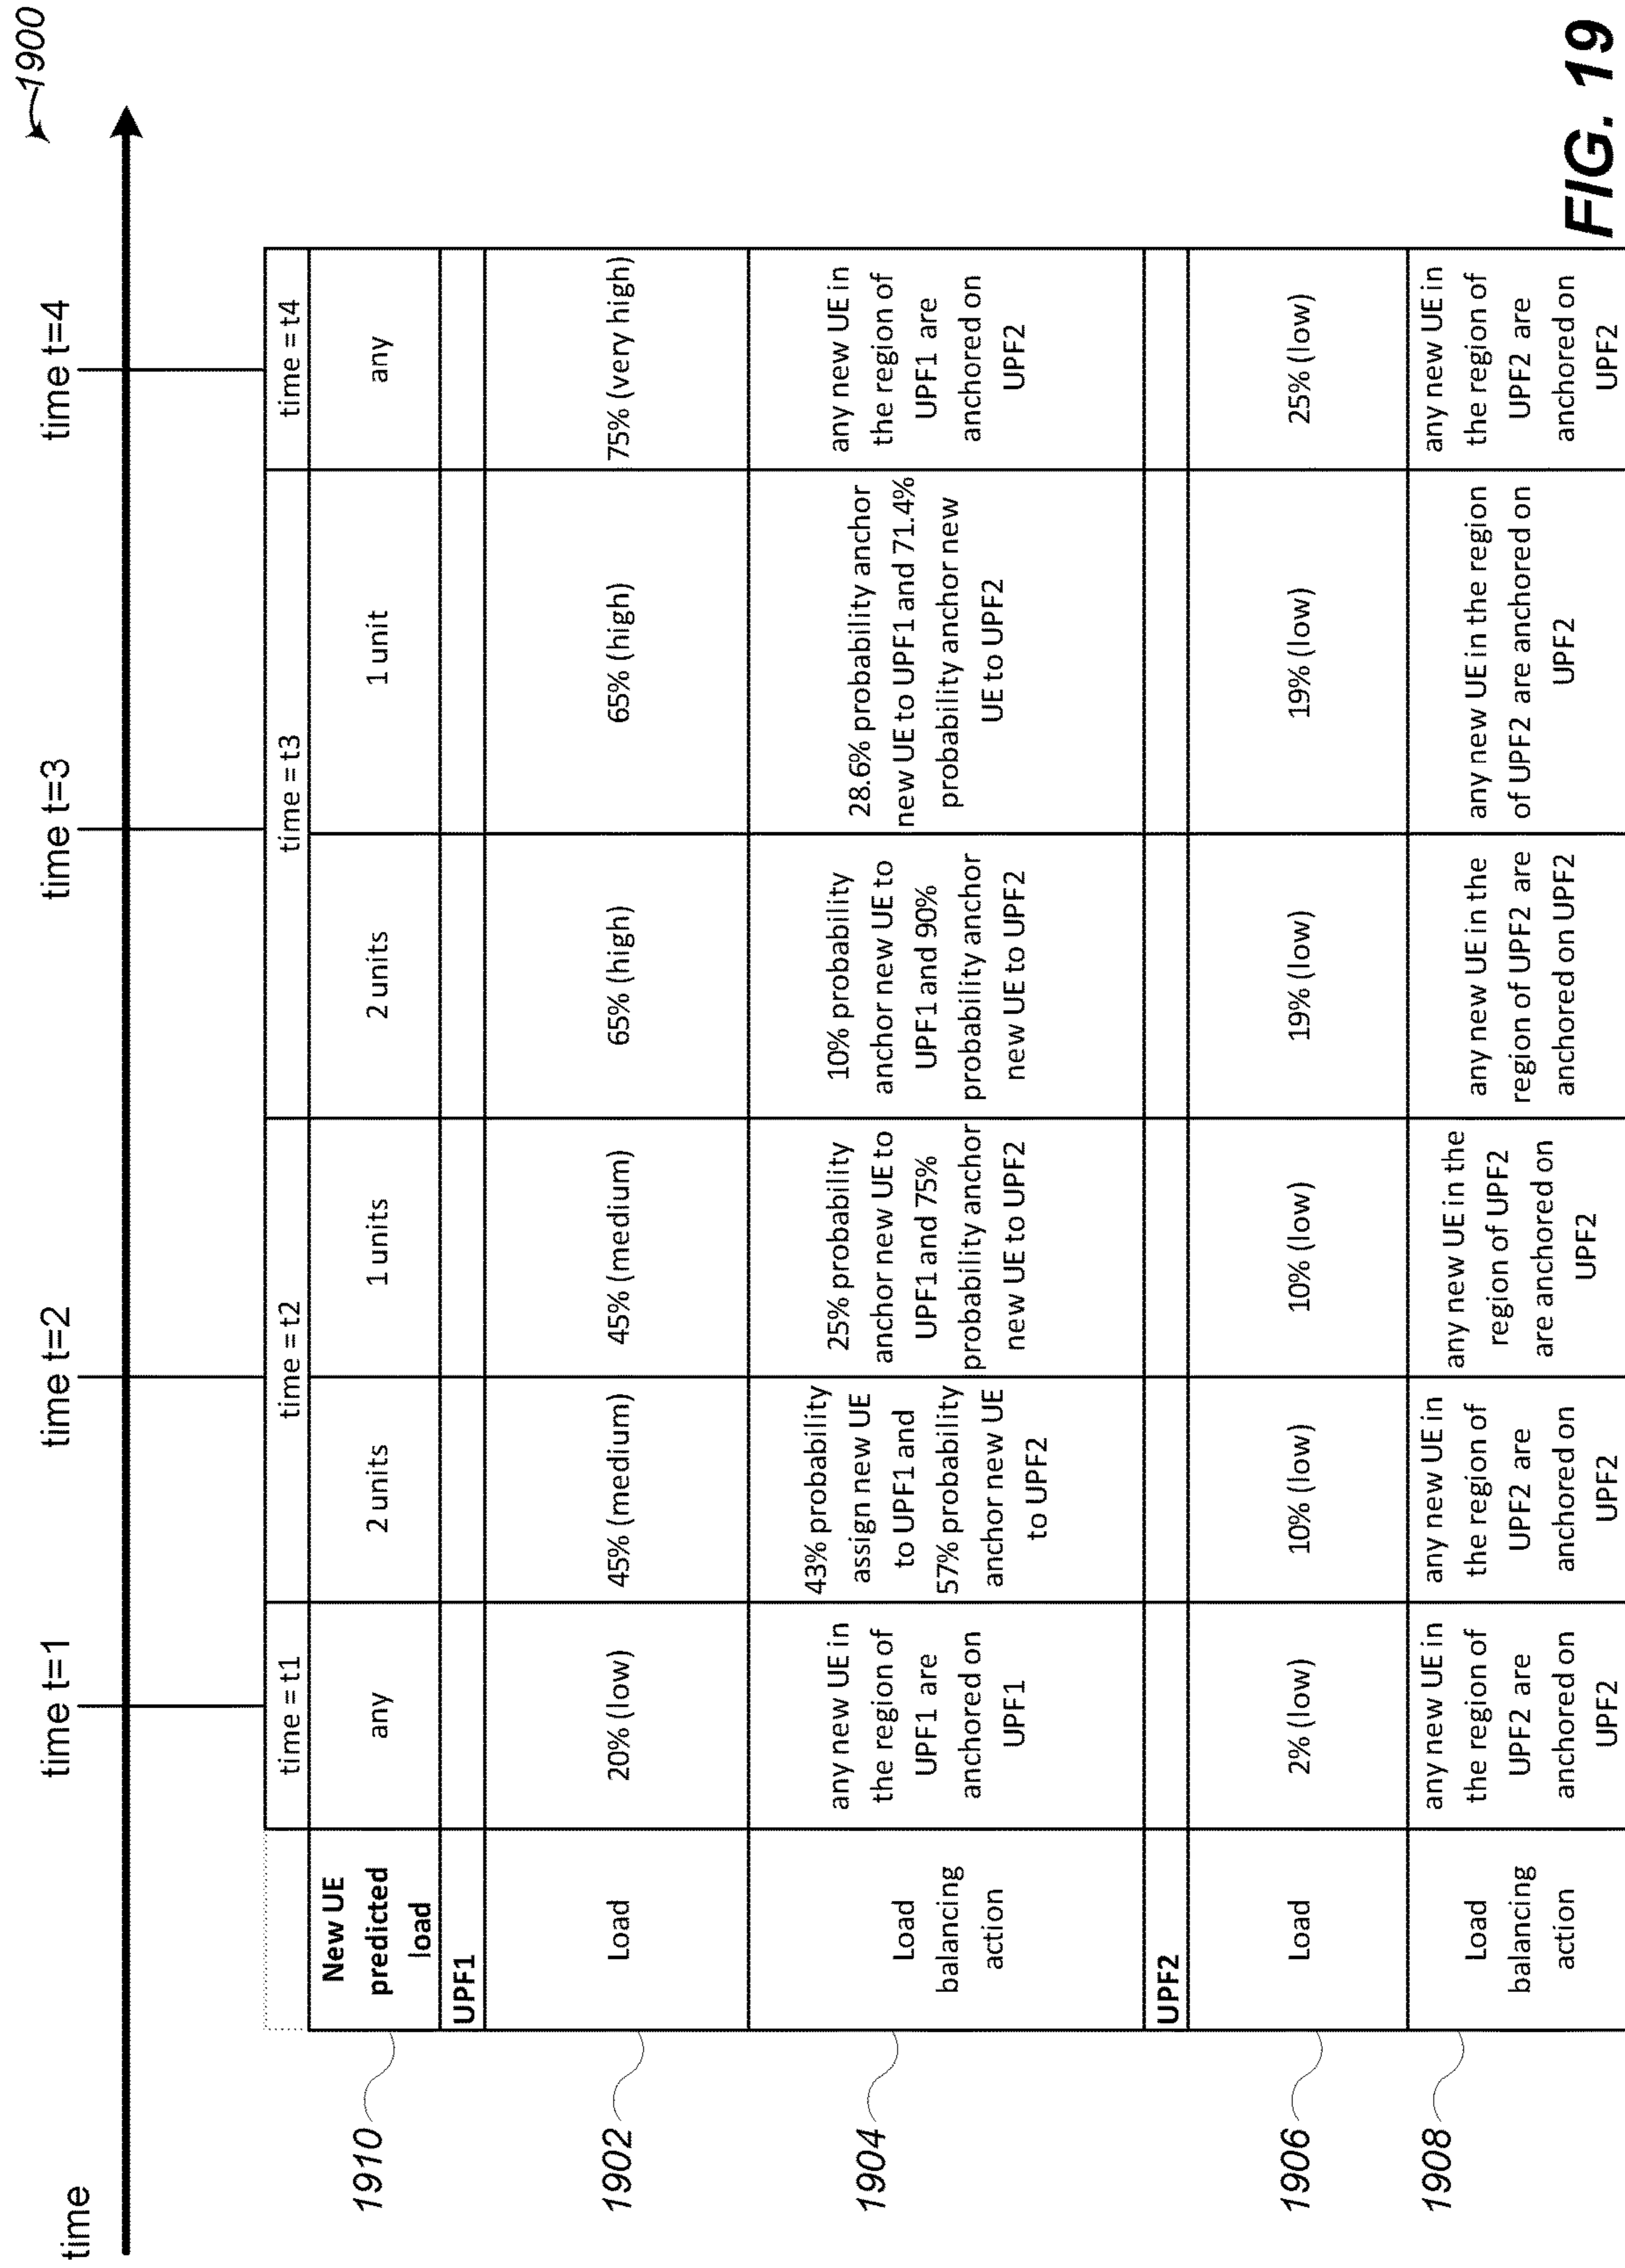 1900
time
time t=1
time t=2
time t=3
time t=4
time = t1
time = t2
time = t3
time = t4
1910
New UE
predicted
load
any
2 units
1 units
2 units
1 unit
any
UPF1
1902
Load
20% (low)
45% (medium)
45% (medium)
65% (high)
65% (high)
75% (very high)
1904
Load
balancing
action
any new UE in
the region of
UPF1 are
anchored on
UPF1
43% probability
assign new UE
to UPF1 and
57% probability
anchor new UE
to UPF2
25% probability
anchor new UE to
UPF1 and 75%
probability anchor
new UE to UPF2
10% probability
anchor new UE to
UPF1 and 90%
probability anchor
new UE to UPF2
28.6% probability anchor
new UE to UPF1 and 71.4%
probability anchor new
UE to UPF2
any new UE in
the region of
UPF1 are
anchored on
UPF2
UPF2
1906
Load
2% (low)
10% (low)
10% (low)
19% (low)
19% (low)
25% (low)
1908
Load
balancing
action
any new UE in
the region of
UPF2 are
anchored on
UPF2
any new UE in
the region of
UPF2 are
anchored on
UPF2
any new UE in the
region of UPF2
are anchored on
UPF2
any new UE in the
region of UPF2 are
anchored on UPF2
any new UE in the region
of UPF2 are anchored on
UPF2
any new UE in
the region of
UPF2 are
anchored on
UPF2
FIG. 19